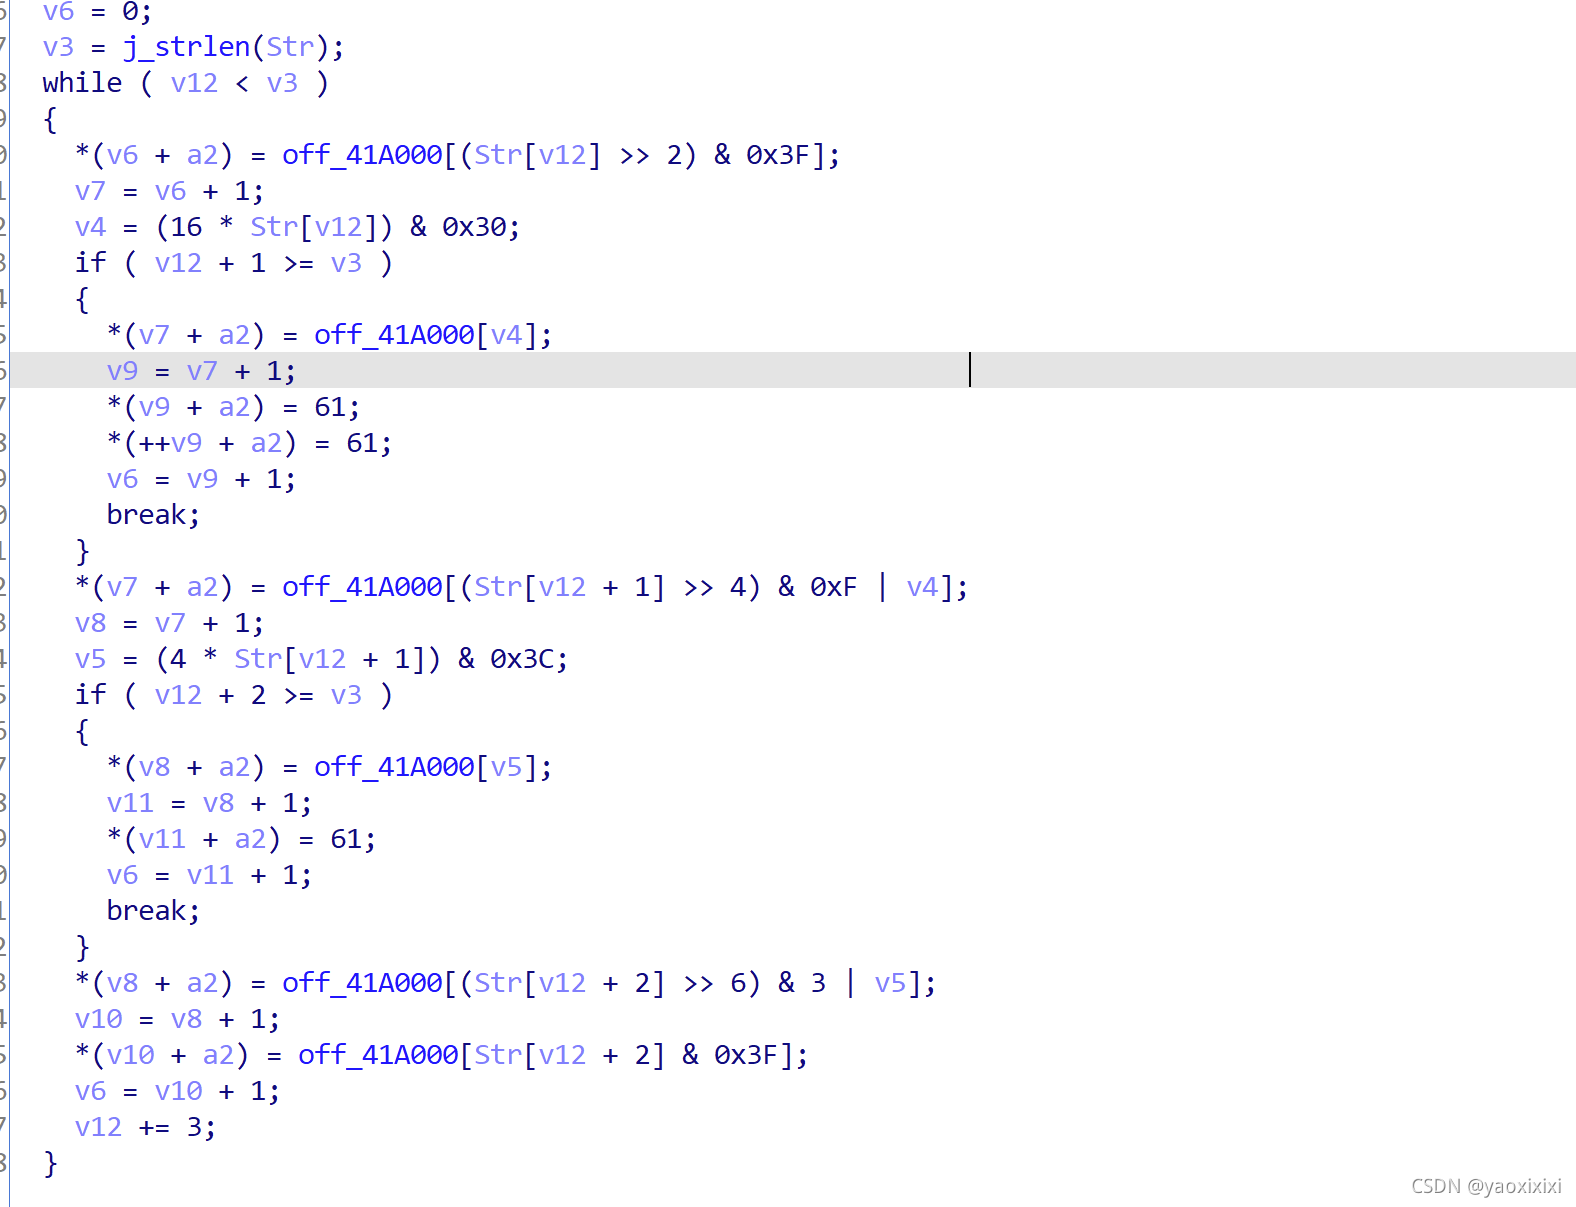 v6 = 0;
v3 = j_strlen(Str);
while ( v12 < v3 )
{
*(v6 + a2) = off_41A000[(Str[v12] >> 2) & 0x3F];
v7 = v6 + 1;
v4 = (16 * Str[v12]) & 0x30;
if ( v12 + 1 >= v3 )
{
*(v7 + a2) = off_41A000[v4];
v9 = v7 + 1;
*(v9 + a2) = 61;
*(++v9 + a2) = 61;
v6 = v9 + 1;
break;
}
*(v7 + a2) = off_41A000[(Str[v12 + 1] >> 4) & 0xF | v4];
v8 = v7 + 1;
v5 = (4 * Str[v12 + 1]) & 0x3C;
if ( v12 + 2 >= v3 )
{
*(v8 + a2) = off_41A000[v5];
v11 = v8 + 1;
*(v11 + a2) = 61;
v6 = v11 + 1;
break;
}
*(v8 + a2) = off_41A000[(Str[v12 + 2] >> 6) & 3 | v5];
v10 = v8 + 1;
*(v10 + a2) = off_41A000[Str[v12 + 2] & 0x3F];
v6 = v10 + 1;
v12 += 3;
}
CSDN @yaoxixixi